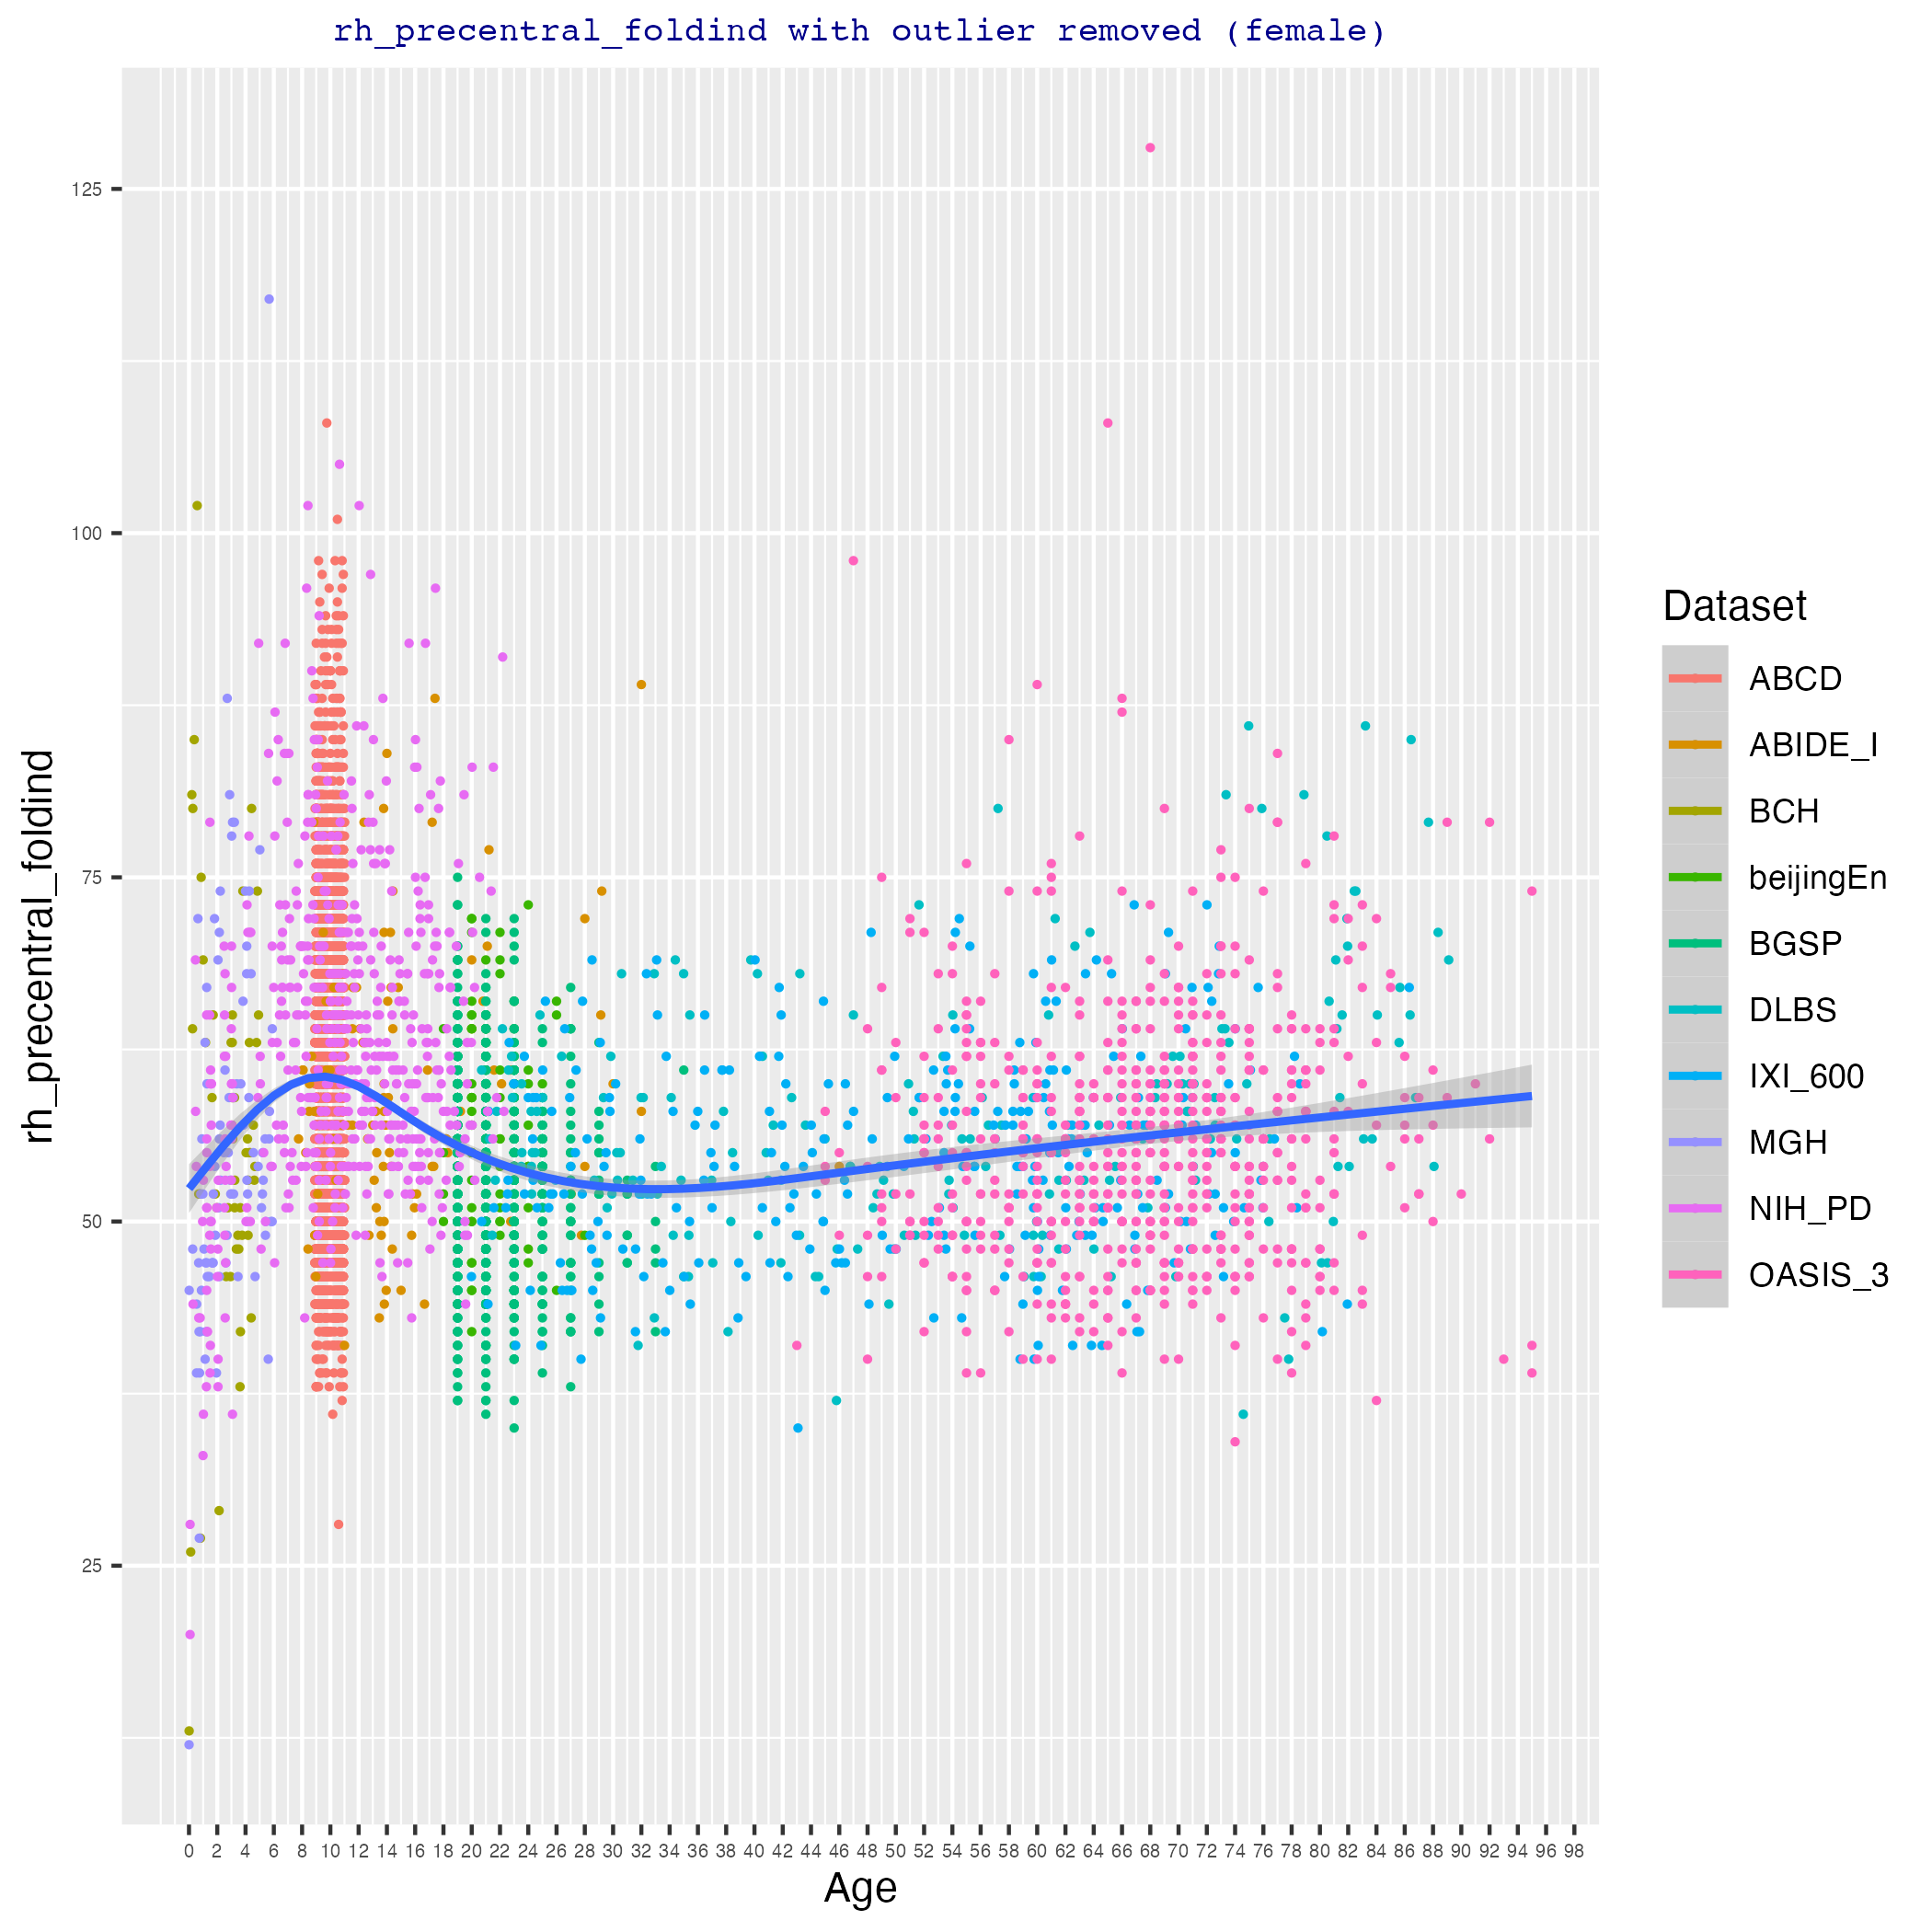 rh_precentral_foldind with outlier removed (female)
rh_precentral_foldind
125
100
75
50
25
0 2 4 6 8 10 12 14 16 18 20 22 24 26 28 30 32 34 36 38 40 42 44 46 48 50 52 54 56 58 60 62 64 66 68 70 72 74 76 78 80 82 84 86 88 90 92 94 96 98
Age
Dataset
ABCD
ABIDE_I
BCH
beijingEn
BGSP
DLBS
IXI_600
MGH
NIH_PD
OASIS_3